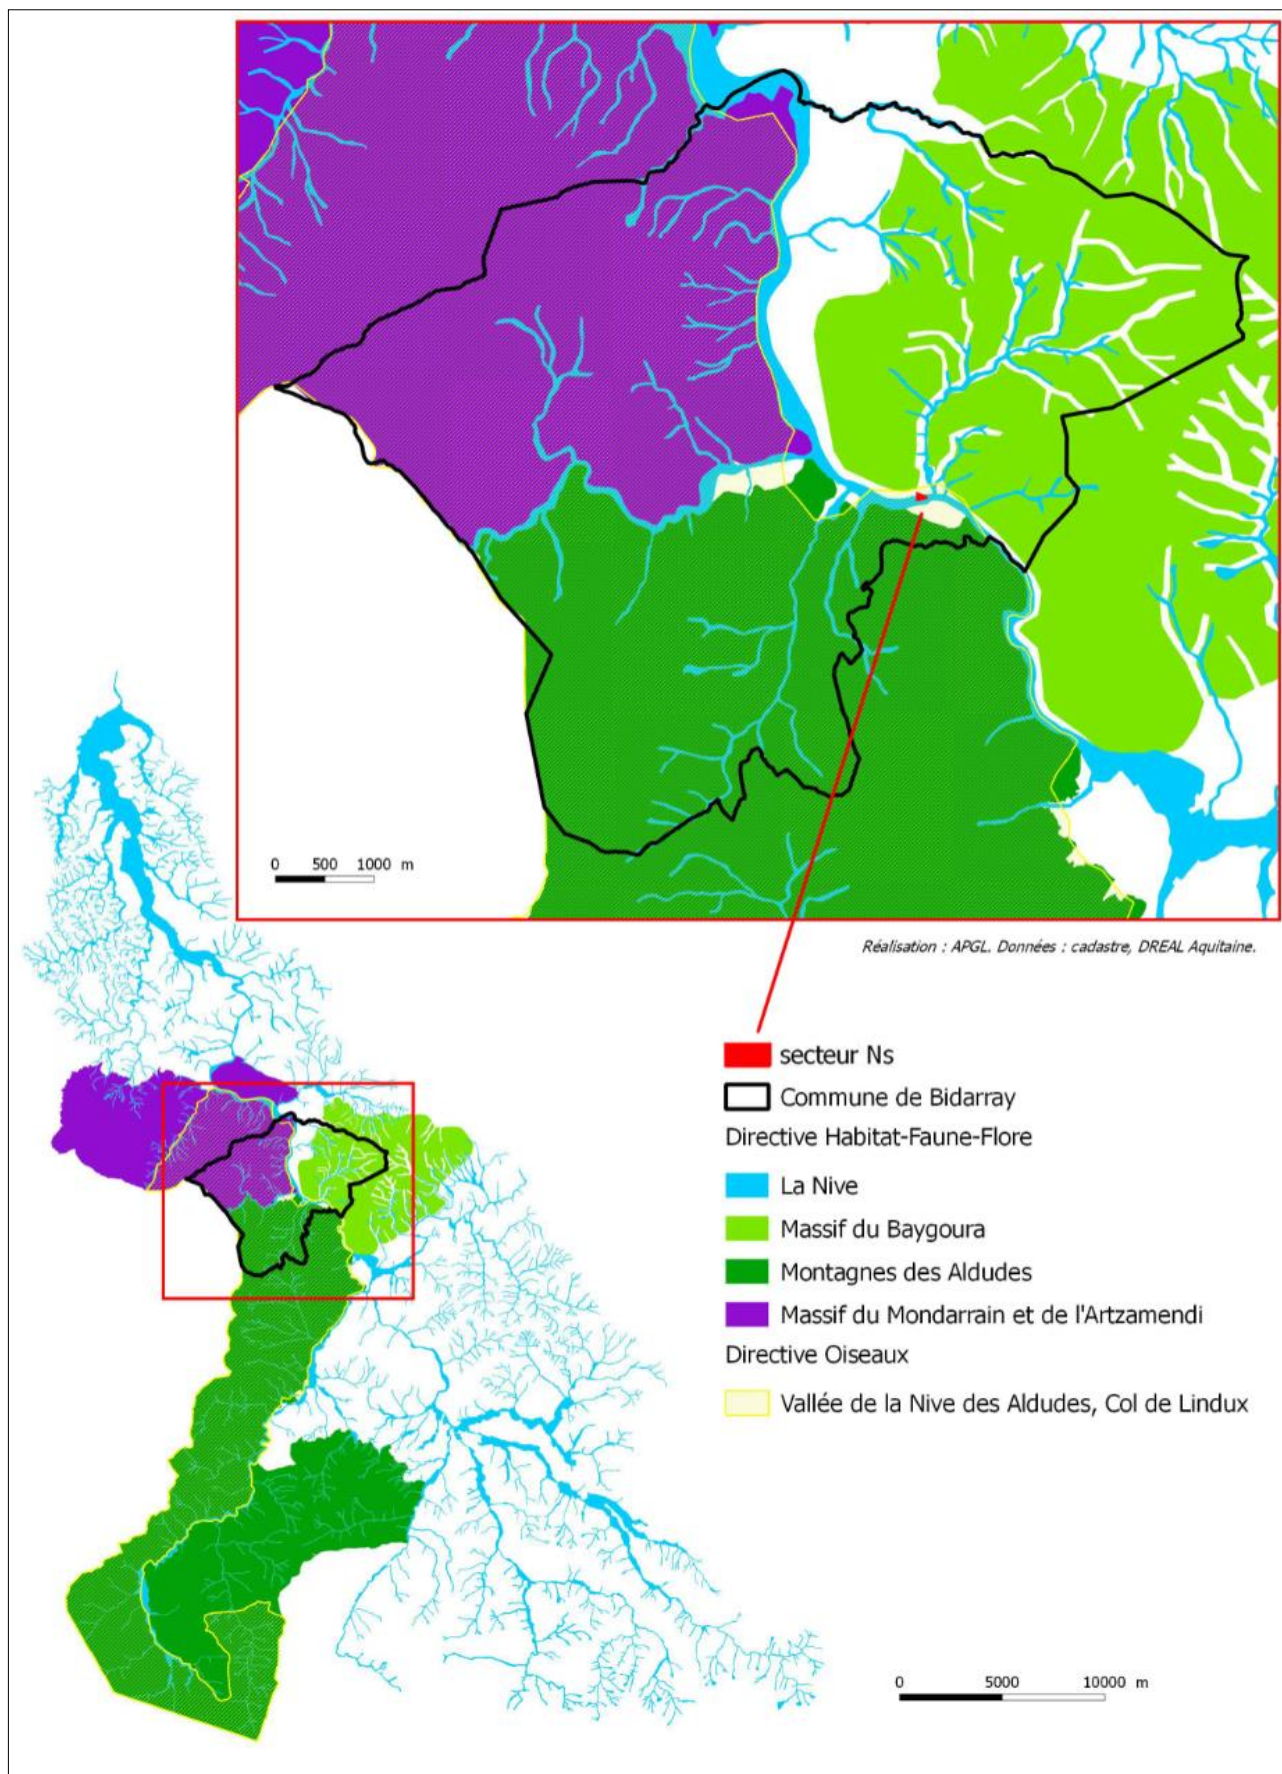 0 500 1000 m
Réalisation : APGL. Données : cadastre, DREAL Aquitaine.
secteur Ns
Commune de Bidarray
Directive Habitat-Faune-Flore
La Nive
Massif du Baygoura
Montagnes des Aldudes
Massif du Mondarrain et de l'Artzamendi
Directive Oiseaux
Vallée de la Nive des Aldudes, Col de Lindux
0 5000 10000 m